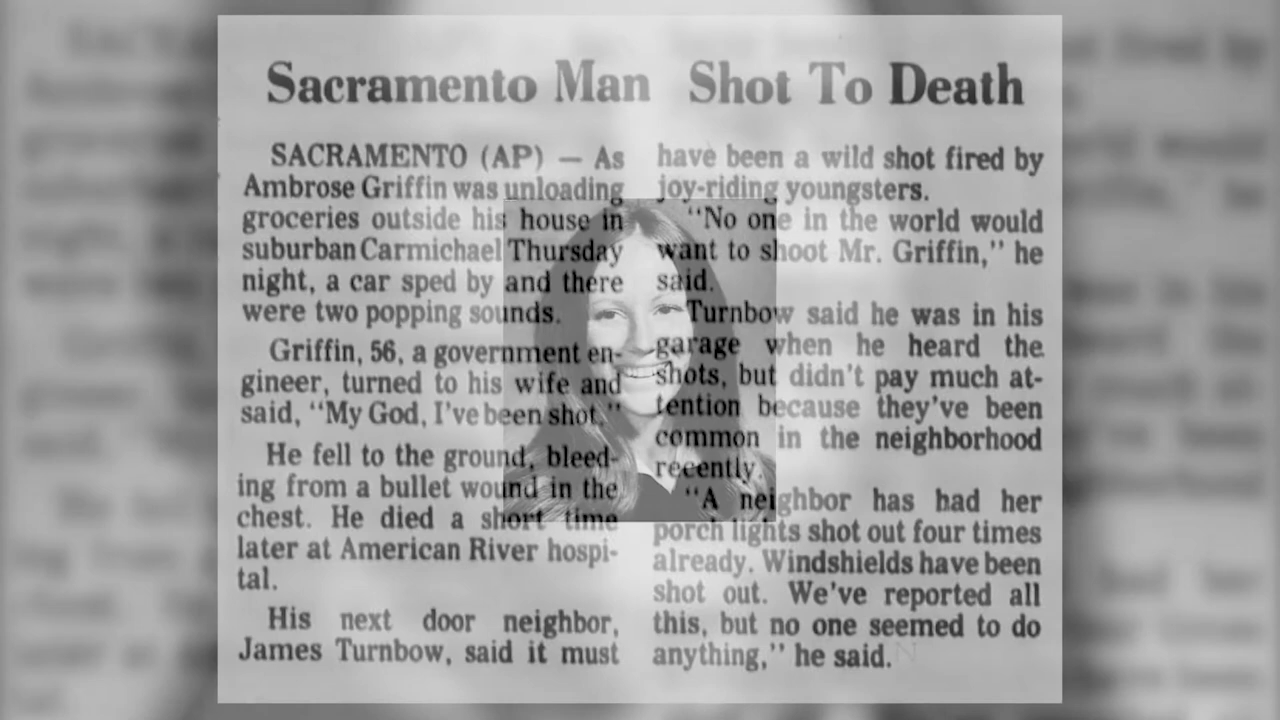 Sacramento Man Shot To Death
SACRAMENTO (AP) — As
Ambrose Griffin was unloading
groceries outside his house in
suburban Carmichael Thursday
night, a car sped by and there
were two popping sounds.
Griffin, 56, a government en-
gineer, turned to his wife and
said, "My God, I've been shot."
He fell to the ground, bleed-
ing from a bullet wound in the
chest. He died a short time
later at American River hospi-
tal.
His next door neighbor,
James Turnbow, said it must
have been a wild shot fired by
joy-riding youngsters.
"No one in the world would
want to shoot Mr. Griffin," he
said.
Turnbow said he was in his
garage when he heard the
shots, but didn't pay much at-
tention because they've been
common in the neighborhood
recently.
"A neighbor has had her
porch lights shot out four times
already. Windshields have been
shot out. We've reported all
this, but no one seemed to do
anything," he said.